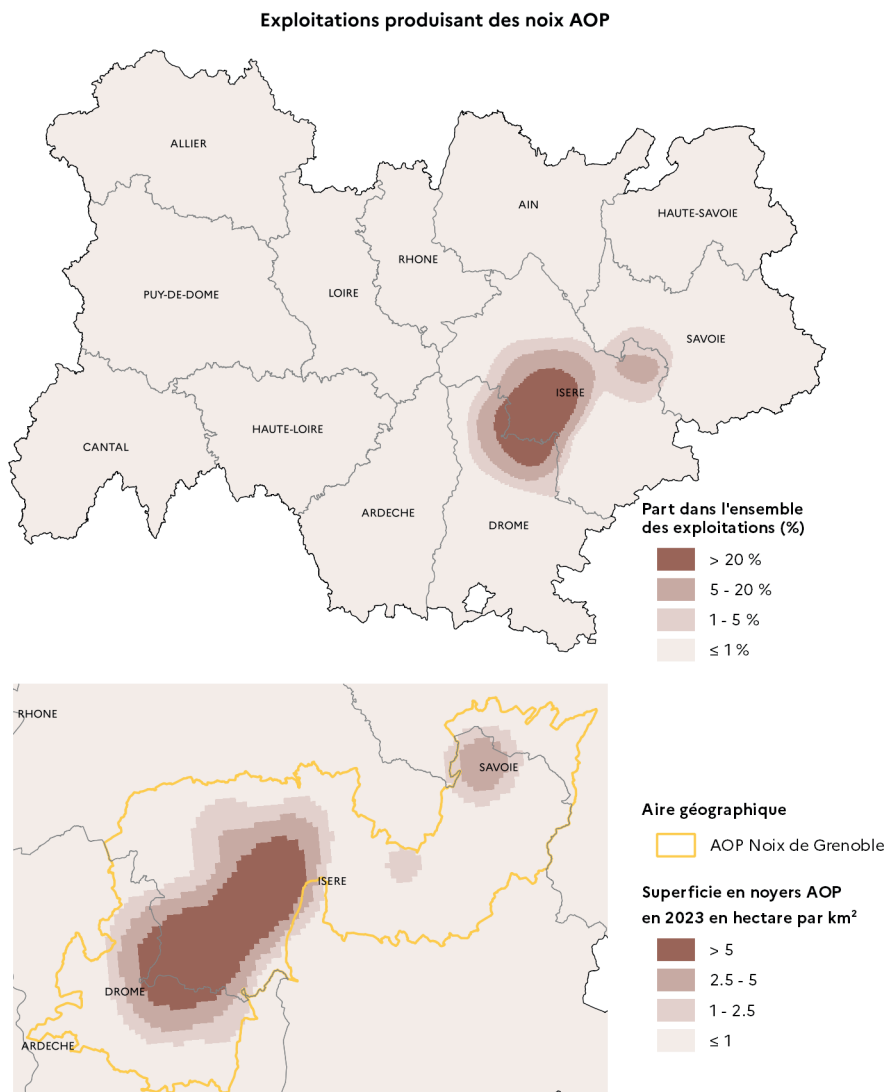 Exploitations produisant des noix AOP
ALLIER
AIN
HAUTE-SAVOIE
RHONE
PUY-DE-DOME
LOIRE
SAVOIE
ISERE
HAUTE-LOIRE
CANTAL
ARDECHE
DROME
Part dans l'ensemble
des exploitations (%)
> 20 %
5 - 20 %
1 - 5 %
≤ 1 %
RHONE
SAVOIE
ISERE
DROME
ARDECHE
Aire géographique
AOP Noix de Grenoble
Superficie en noyers AOP
en 2023 en hectare par km²
> 5
2.5 - 5
1 - 2.5
≤ 1